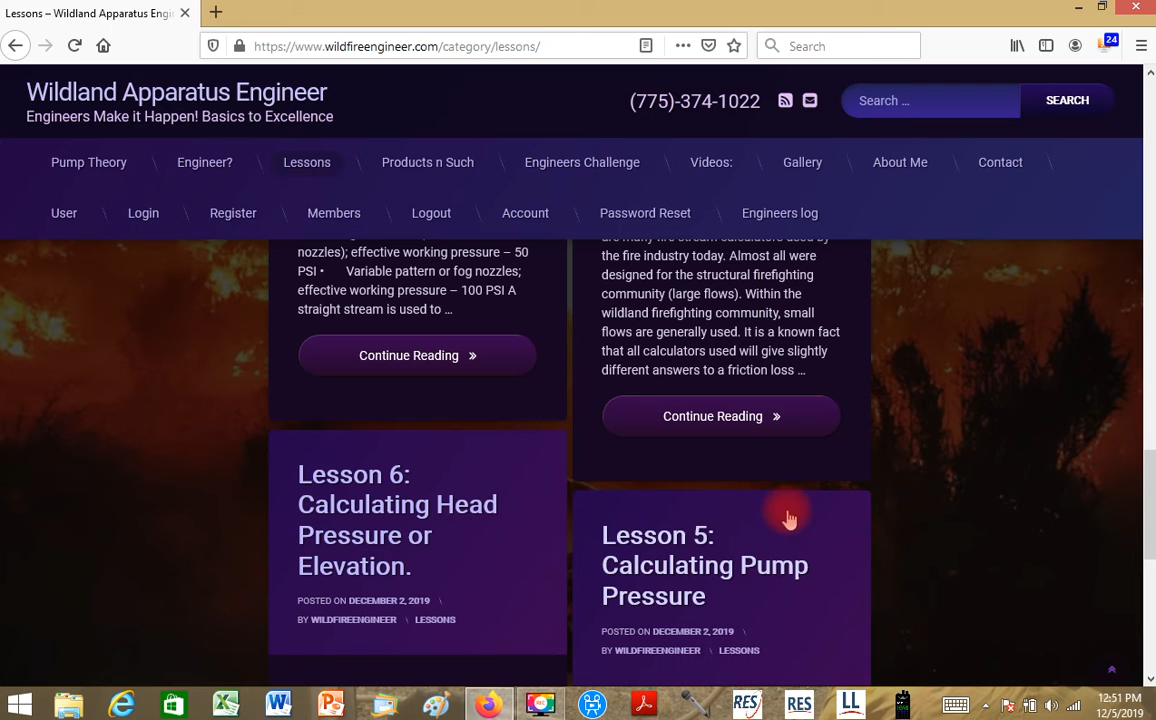 Lessons – Wildland Apparatus Engi
https://www.wildfireengineer.com/category/lessons/
Search
24
Wildland Apparatus Engineer
Engineers Make it Happen! Basics to Excellence
(775)-374-1022
Search …
SEARCH
Pump Theory
Engineer?
Lessons
Products n Such
Engineers Challenge
Videos:
Gallery
About Me
Contact
User
Login
Register
Members
Logout
Account
Password Reset
Engineers log
nozzles); effective working pressure – 50
PSI • Variable pattern or fog nozzles;
effective working pressure – 100 PSI A
straight stream is used to …
Continue Reading »
the fire industry today. Almost all were
designed for the structural firefighting
community (large flows). Within the
wildland firefighting community, small
flows are generally used. It is a known fact
that all calculators used will give slightly
different answers to a friction loss …
Continue Reading »
Lesson 6:
Calculating Head
Pressure or
Elevation.
POSTED ON DECEMBER 2, 2019 \
BY WILDFIREENGINEER \ LESSONS
Lesson 5:
Calculating Pump
Pressure
POSTED ON DECEMBER 2, 2019 \
BY WILDFIREENGINEER \ LESSONS
REC
RES
RES
LL
12:51 PM
12/5/2019